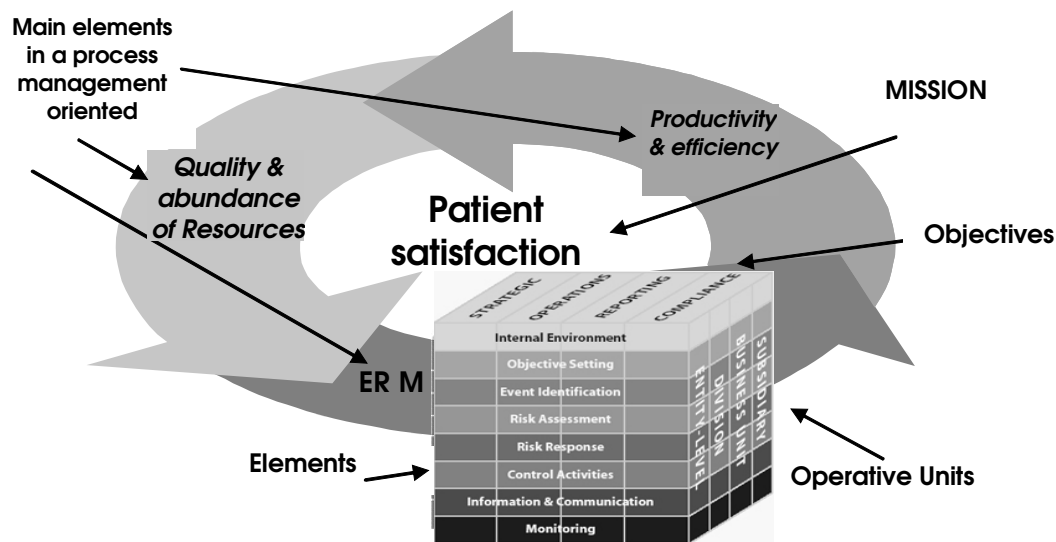 Main elements
in a process
management
oriented
MISSION
Productivity
& efficiency
Quality &
abundance
of Resources
Patient
satisfaction
Objectives
STRATEGIC
OPERATIONS
REPORTING
COMPLIANCE
Internal Environment
Objective Setting
Event Identification
Risk Assessment
Risk Response
Control Activities
Information & Communication
Monitoring
ENTITY-LEVEL
DIVISION
BUSINESS UNIT
SUBSIDIARY
ER M
Elements
Operative Units